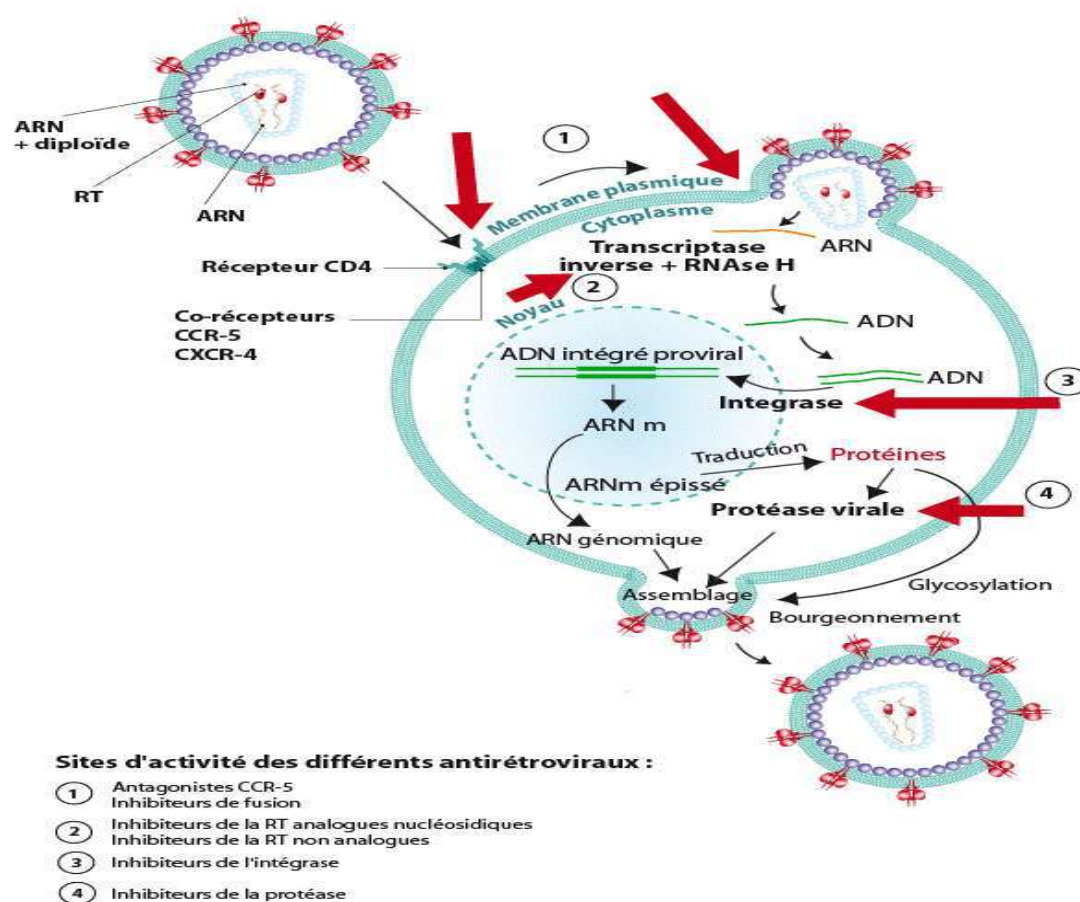 ARN
+ diploïde
RT
ARN
1
Membrane plasmique
Cytoplasme
Récepteur CD4
Transcriptase
inverse + RNAse H
ARN
2
Noyau
Co-récepteurs
CCR-5
CXCR-4
ADN
ADN intégré proviral
ADN
3
Integrase
ARN m
Traduction
Protéines
ARNm épissé
4
Protéase virale
ARN génomique
Glycosylation
Assemblage
Bourgeonnement
Sites d'activité des différents antirétroviraux :
1 Antagonistes CCR-5
Inhibiteurs de fusion
2 Inhibiteurs de la RT analogues nucléosidiques
Inhibiteurs de la RT non analogues
3 Inhibiteurs de l'intégrase
4 Inhibiteurs de la protéase